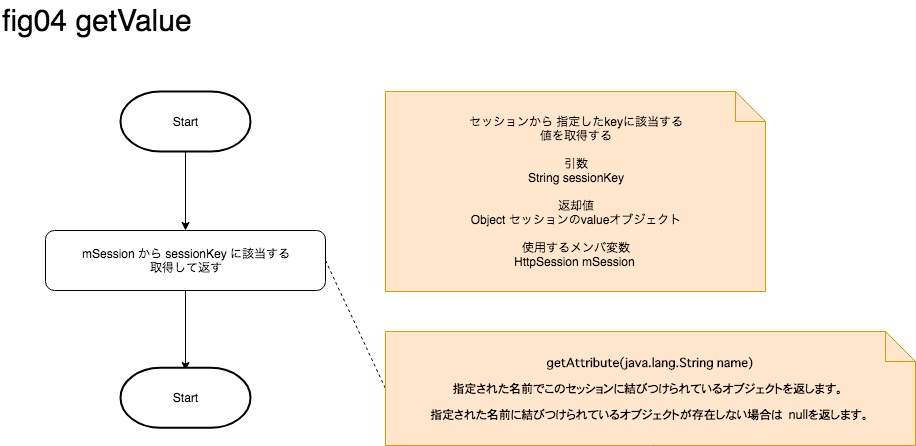 fig04 getValue
Start
mSession から sessionKey に該当する
取得して返す
Start
セッションから 指定したkeyに該当する
値を取得する
引数
String sessionKey
返却値
Object セッションのvalueオブジェクト
使用するメンバ変数
HttpSession mSession
getAttribute(java.lang.String name)
指定された名前でこのセッションに結びつけられているオブジェクトを返します。
指定された名前に結びつけられているオブジェクトが存在しない場合は nullを返します。